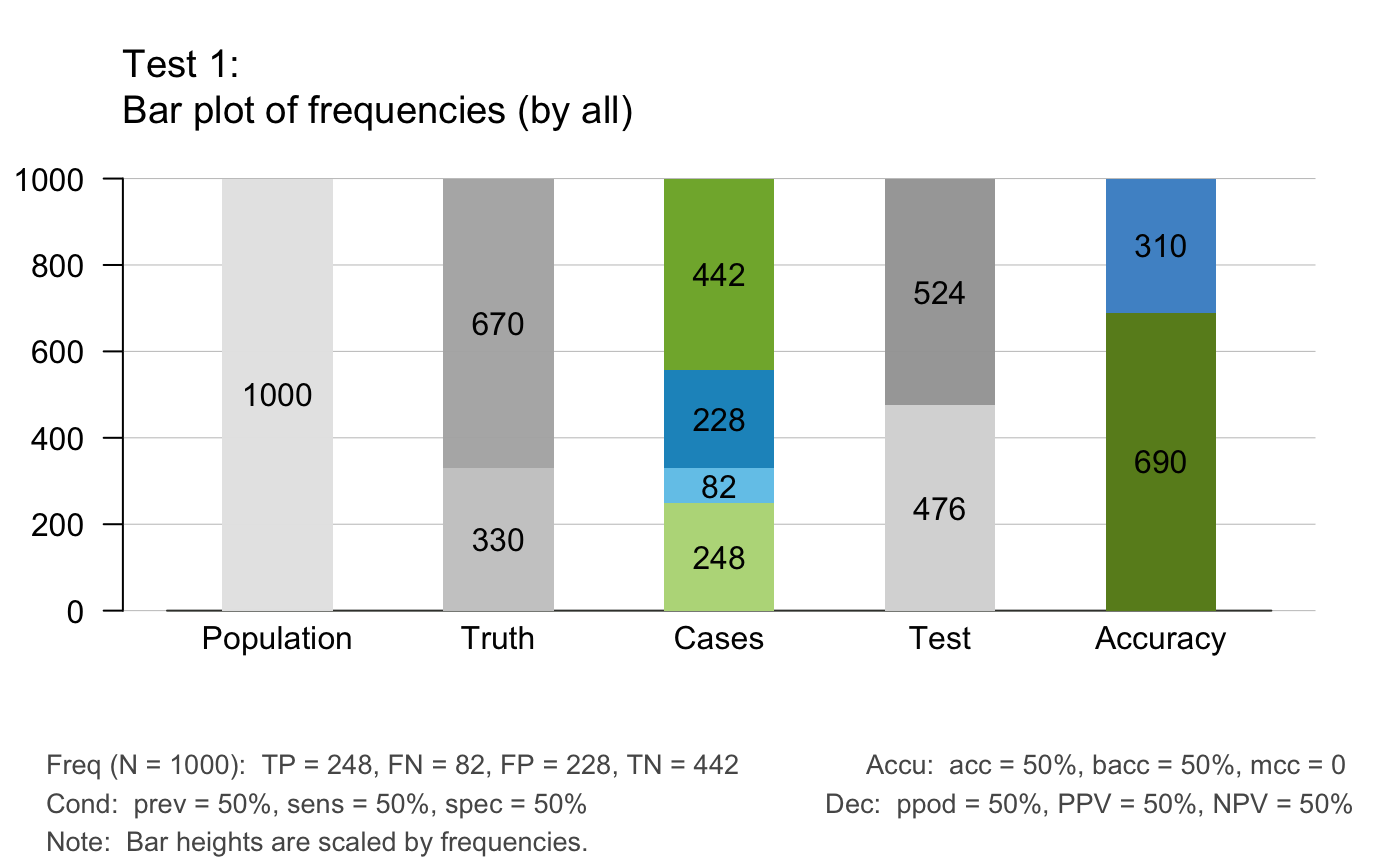 Test 1:
Bar plot of frequencies (by all)
1000
800
600
400
200
0
1000
670
330
442
228
82
248
524
476
310
690
Population
Truth
Cases
Test
Accuracy
Freq (N = 1000):  TP = 248, FN = 82, FP = 228, TN = 442
Accu:  acc = 50%, bacc = 50%, mcc = 0
Cond:  prev = 50%, sens = 50%, spec = 50%
Dec:  ppod = 50%, PPV = 50%, NPV = 50%
Note:  Bar heights are scaled by frequencies.